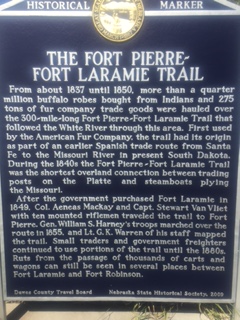 HISTORICAL MARKER
THE FORT PIERRE-
FORT LARAMIE TRAIL
From about 1837 until 1850, more than a quarter
million buffalo robes bought from Indians and 275
tons of fur company trade goods were hauled over
the 300-mile-long Fort Pierre-Fort Laramie Trail that
followed the White River through this area. First used
by the American Fur Company, the trail had its origin
as part of an earlier Spanish trade route from Santa
Fe to the Missouri River in present South Dakota.
During the 1840s the Fort Pierre - Fort Laramie Trail
was the shortest overland connection between trading
posts on the Platte and steamboats plying
the Missouri.
After the government purchased Fort Laramie in
1849, Col. Aeneas Mackay and Capt. Stewart Van Vliet
with ten mounted riflemen traveled the trail to Fort
Pierre. Gen. William S. Harney's troops marched over the
route in 1855, and Lt. G. K. Warren of his staff mapped
the trail. Small traders and government freighters
continued to use portions of the trail until the 1880s.
Ruts from the passage of thousands of carts and
wagons can still be seen in several places between
Fort Laramie and Fort Robinson.
Dawes County Travel Board Nebraska State Historical Society, 2009